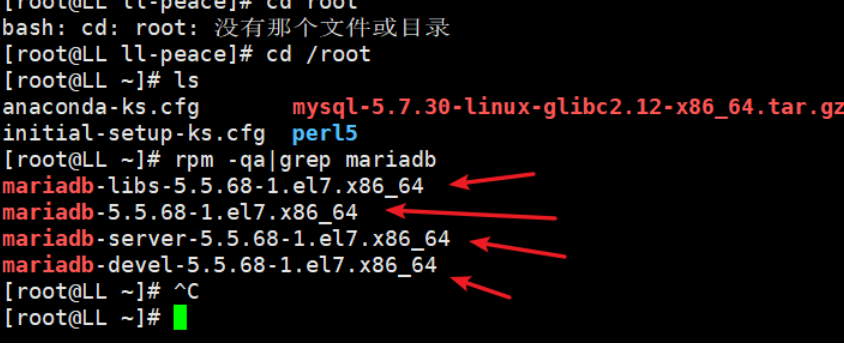 [root@LL ll-peace]# cd root
bash: cd: root: 没有那个文件或目录
[root@LL ll-peace]# cd /root
[root@LL ~]# ls
anaconda-ks.cfg mysql-5.7.30-linux-glibc2.12-x86_64.tar.gz
initial-setup-ks.cfg perl5
[root@LL ~]# rpm -qa|grep mariadb
mariadb-libs-5.5.68-1.el7.x86_64
mariadb-5.5.68-1.el7.x86_64
mariadb-server-5.5.68-1.el7.x86_64
mariadb-devel-5.5.68-1.el7.x86_64
[root@LL ~]# ^C
[root@LL ~]#